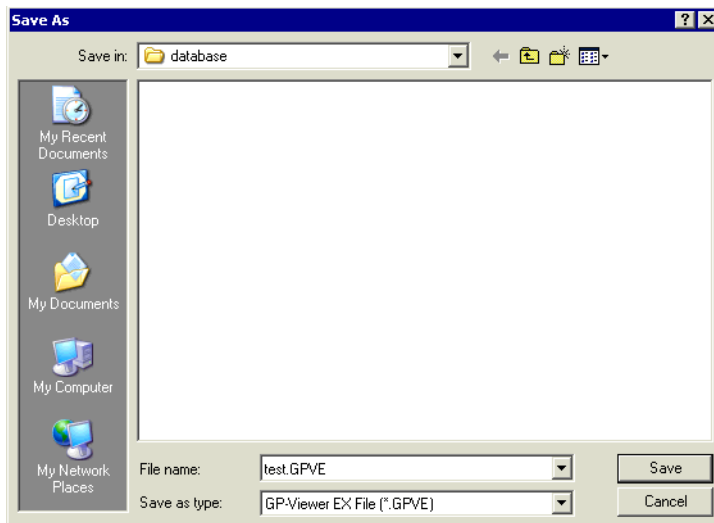 Save As
Save in:
database
My Recent
Documents
Desktop
My Documents
My Computer
My Network
Places
File name:
test.GPVE
Save
Save as type:
GP-Viewer EX File (*.GPVE)
Cancel